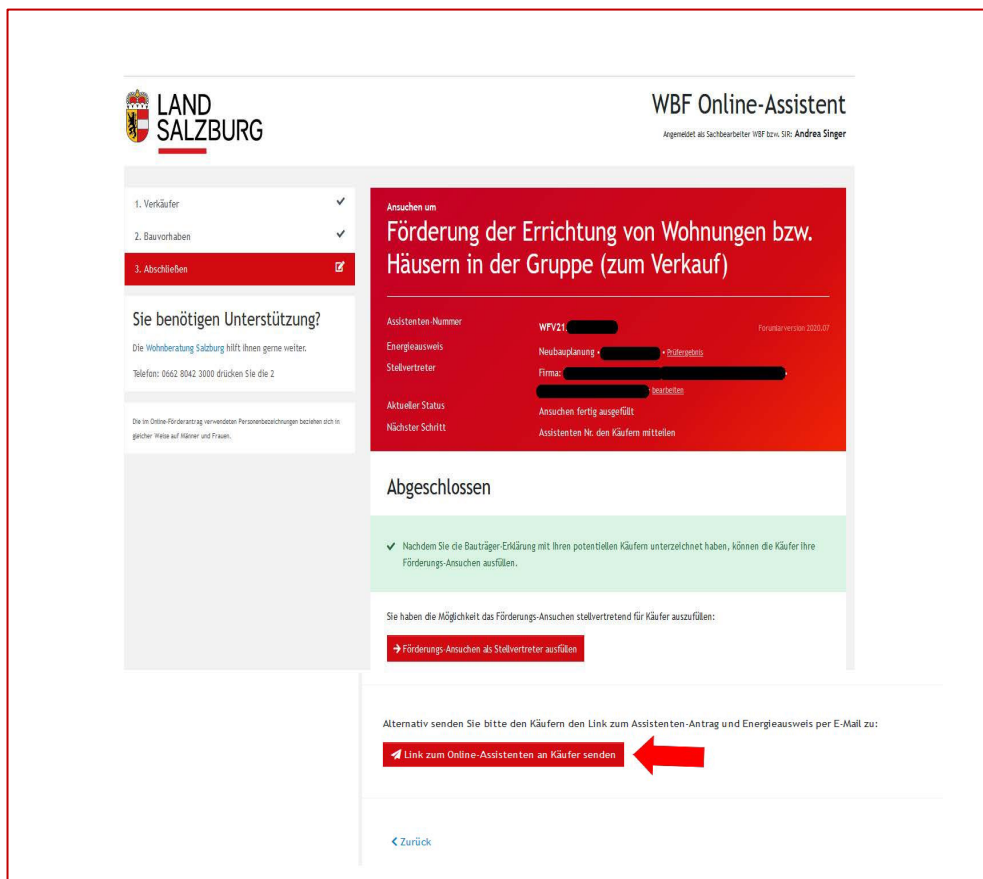 LAND
SALZBURG
WBF Online-Assistent
Angemeldet als Sachbearbeiter WBF bzw. SIR: Andrea Singer
1. Verkäufer
2. Bauvorhaben
3. Abschließen
Sie benötigen Unterstützung?
Die Wohnberatung Salzburg hilft Ihnen gerne weiter.
Telefon: 0662 8042 3000 drücken Sie die 2
Die im Online-Förderantrag verwendeten Personenbezeichnungen beziehen sich in
gleicher Weise auf Männer und Frauen.
Ansuchen um
Förderung der Errichtung von Wohnungen bzw.
Häusern in der Gruppe (zum Verkauf)
Assistenten-Nummer
WFV21.
Formularversion 2020.07
Energieausweis
Neubauplanung • • Prüfergebnis
Stellvertreter
Firma: •
bearbeiten
Aktueller Status
Ansuchen fertig ausgefüllt
Nächster Schritt
Assistenten Nr. den Käufern mitteilen
Abgeschlossen
Nachdem Sie die Bauträger-Erklärung mit Ihren potentiellen Käufern unterzeichnet haben, können die Käufer ihre
Förderungs-Ansuchen ausfüllen.
Sie haben die Möglichkeit das Förderungs-Ansuchen stellvertretend für Käufer auszufüllen:
Förderungs-Ansuchen als Stellvertreter ausfüllen
Alternativ senden Sie bitte den Käufern den Link zum Assistenten-Antrag und Energieausweis per E-Mail zu:
Link zum Online-Assistenten an Käufer senden
Zurück